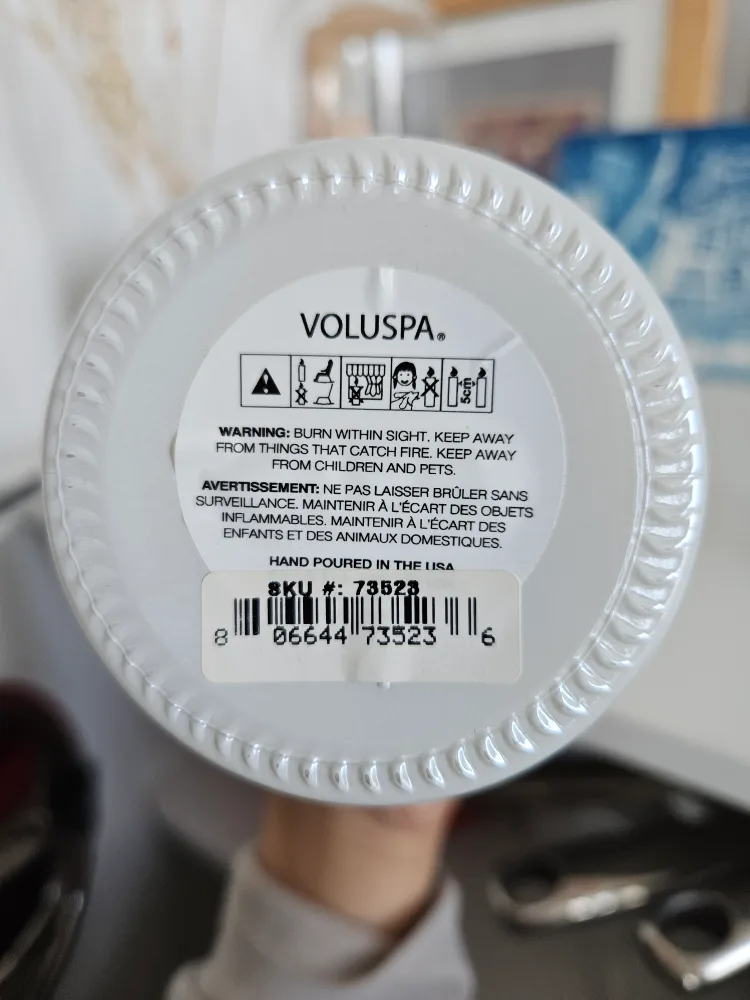 VOLUSPA®
5cm
WARNING: BURN WITHIN SIGHT. KEEP AWAY
FROM THINGS THAT CATCH FIRE. KEEP AWAY
FROM CHILDREN AND PETS.
AVERTISSEMENT: NE PAS LAISSER BRÛLER SANS
SURVEILLANCE. MAINTENIR À L'ÉCART DES OBJETS
INFLAMMABLES. MAINTENIR À L'ÉCART DES
ENFANTS ET DES ANIMAUX DOMESTIQUES.
HAND POURED IN THE USA
SKU #: 73523
8 06644 73523 6